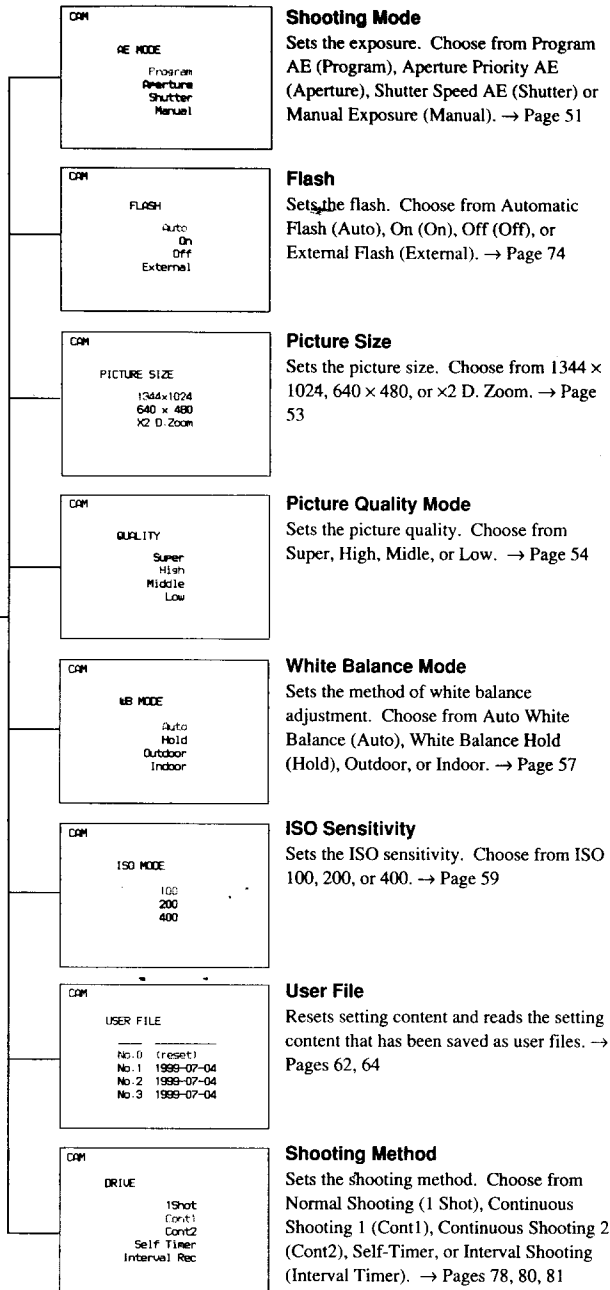 CAM
AE MODE
Program
Aperture
Shutter
Manual
Shooting Mode
Sets the exposure. Choose from Program
AE (Program), Aperture Priority AE
(Aperture), Shutter Speed AE (Shutter) or
Manual Exposure (Manual). → Page 51
CAM
FLASH
Auto
On
Off
External
Flash
Sets the flash. Choose from Automatic
Flash (Auto), On (On), Off (Off), or
External Flash (External). → Page 74
CAM
PICTURE SIZE
1344x1024
640 x 480
X2 D.Zoom
Picture Size
Sets the picture size. Choose from 1344 ×
1024, 640 × 480, or ×2 D. Zoom. → Page
53
CAM
QUALITY
Super
High
Middle
Low
Picture Quality Mode
Sets the picture quality. Choose from
Super, High, Midle, or Low. → Page 54
CAM
WB MODE
Auto
Hold
Outdoor
Indoor
White Balance Mode
Sets the method of white balance
adjustment. Choose from Auto White
Balance (Auto), White Balance Hold
(Hold), Outdoor, or Indoor. → Page 57
CAM
ISO MODE
100
200
400
ISO Sensitivity
Sets the ISO sensitivity. Choose from ISO
100, 200, or 400. → Page 59
CAM
USER FILE
No.0 (reset)
No.1 1999-07-04
No.2 1999-07-04
No.3 1999-07-04
User File
Resets setting content and reads the setting
content that has been saved as user files. →
Pages 62, 64
CAM
DRIVE
1Shot
Cont1
Cont2
Self Timer
Interval Rec
Shooting Method
Sets the shooting method. Choose from
Normal Shooting (1 Shot), Continuous
Shooting 1 (Cont1), Continuous Shooting 2
(Cont2), Self-Timer, or Interval Shooting
(Interval Timer). → Pages 78, 80, 81